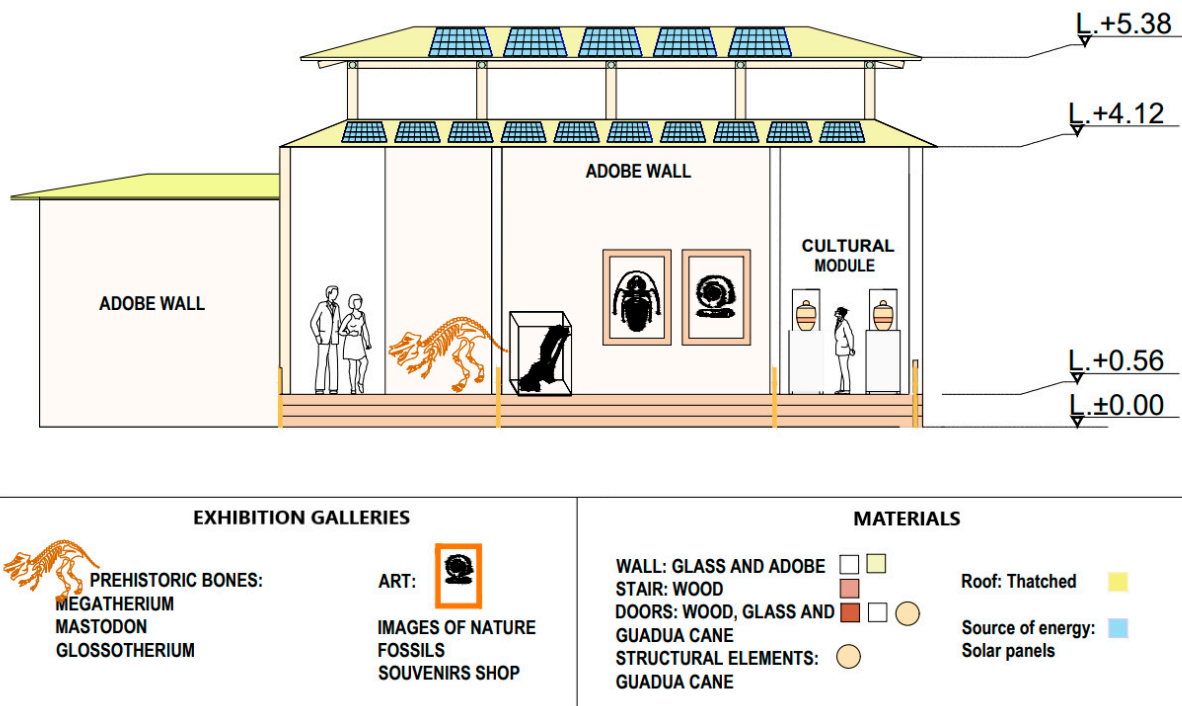 L.+5.38
L.+4.12
ADOBE WALL
CULTURAL
MODULE
ADOBE WALL
L.+0.56
L.±0.00
EXHIBITION GALLERIES
PREHISTORIC BONES:
MEGATHERIUM
MASTODON
GLOSSOTHERIUM
ART:
IMAGES OF NATURE
FOSSILS
SOUVENIRS SHOP
MATERIALS
WALL: GLASS AND ADOBE
STAIR: WOOD
DOORS: WOOD, GLASS AND
GUADUA CANE
STRUCTURAL ELEMENTS:
GUADUA CANE
Roof: Thatched
Source of energy:
Solar panels